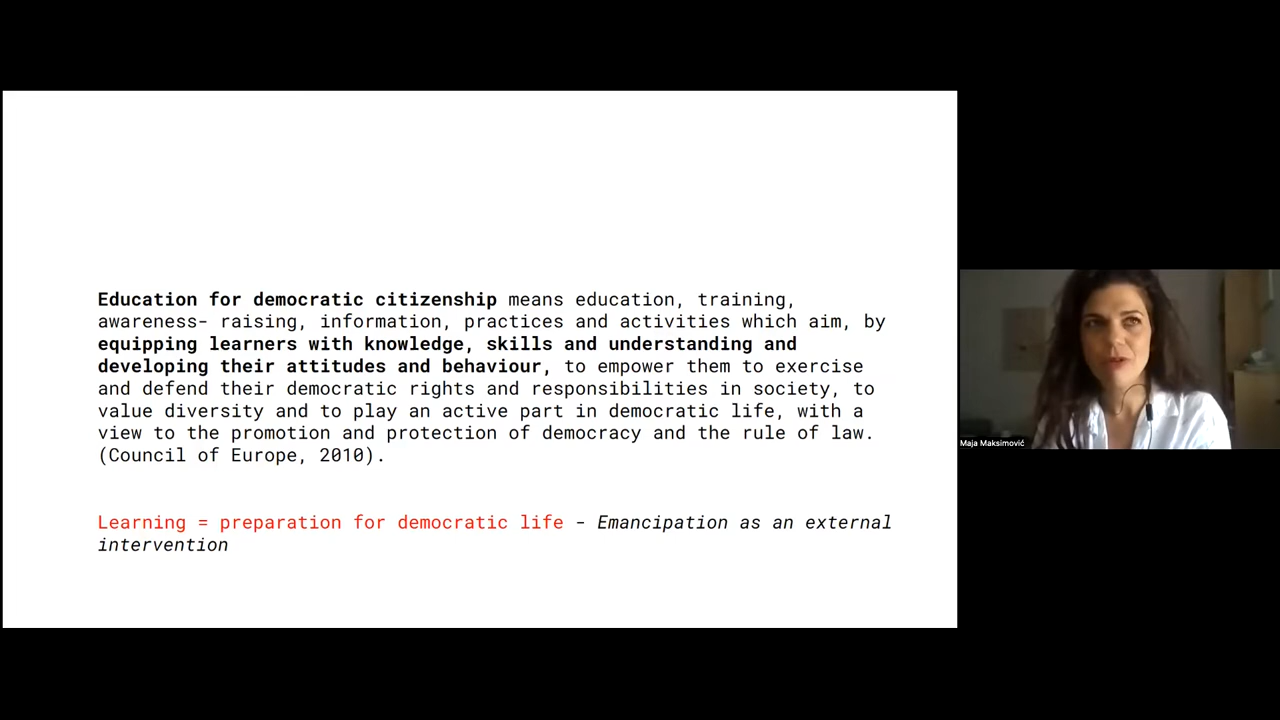 Education for democratic citizenship means education, training,
awareness- raising, information, practices and activities which aim, by
equipping learners with knowledge, skills and understanding and
developing their attitudes and behaviour, to empower them to exercise
and defend their democratic rights and responsibilities in society, to
value diversity and to play an active part in democratic life, with a
view to the promotion and protection of democracy and the rule of law.
(Council of Europe, 2010).
Learning = preparation for democratic life - Emancipation as an external
intervention
Maja Maksimović